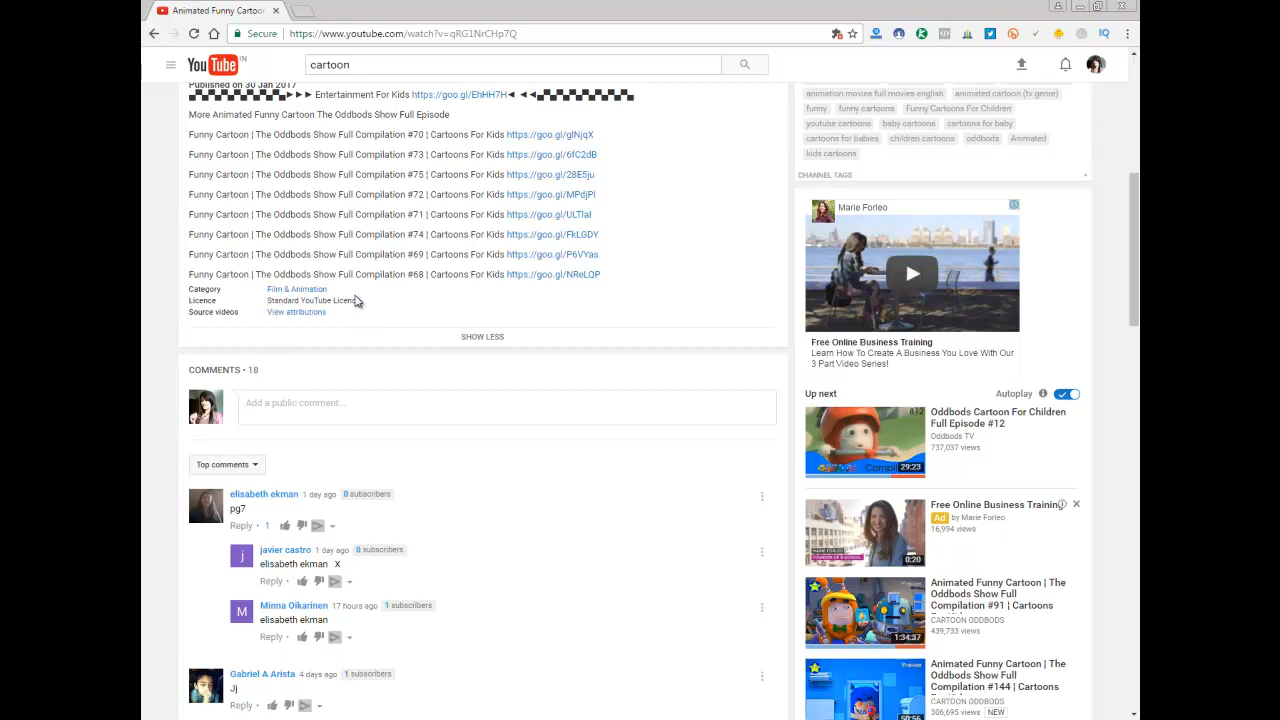 Animated Funny Cartoon
Secure
https://www.youtube.com/watch?v=qRG1NrCHp7Q
YouTube IN
cartoon
Published on 30 Jan 2017
►►► Entertainment For Kids https://goo.gl/EhHH7H◄ ◄◄
More Animated Funny Cartoon The Oddbods Show Full Episode
Funny Cartoon ¦ The Oddbods Show Full Compilation #70 ¦ Cartoons For Kids https://goo.gl/glNjqX
Funny Cartoon ¦ The Oddbods Show Full Compilation #73 ¦ Cartoons For Kids https://goo.gl/6fC2dB
Funny Cartoon ¦ The Oddbods Show Full Compilation #75 ¦ Cartoons For Kids https://goo.gl/28E5ju
Funny Cartoon ¦ The Oddbods Show Full Compilation #72 ¦ Cartoons For Kids https://goo.gl/MPdjPl
Funny Cartoon ¦ The Oddbods Show Full Compilation #71 ¦ Cartoons For Kids https://goo.gl/ULTlal
Funny Cartoon ¦ The Oddbods Show Full Compilation #74 ¦ Cartoons For Kids https://goo.gl/FkLGDY
Funny Cartoon ¦ The Oddbods Show Full Compilation #69 ¦ Cartoons For Kids https://goo.gl/P6VYas
Funny Cartoon ¦ The Oddbods Show Full Compilation #68 ¦ Cartoons For Kids https://goo.gl/NReLQP
Category Film & Animation
Licence Standard YouTube Licenc
Source videos View attributions
SHOW LESS
COMMENTS • 18
Add a public comment...
Top comments
elisabeth ekman 1 day ago 0 subscribers
pg7
Reply • 1
javier castro 1 day ago 0 subscribers
elisabeth ekman X
Reply •
Minna Oikarinen 17 hours ago 1 subscribers
elisabeth ekman
Reply •
Gabriel A Arista 4 days ago 1 subscribers
Jj
Reply •
animation movies full movies english animated cartoon (tv genre)
funny funny cartoons Funny Cartoons For Children
youtube cartoons baby cartoons cartoons for baby
cartoons for babies children cartoons oddbods Animated
kids cartoons
CHANNEL TAGS
Marie Forleo
Free Online Business Training
Learn How To Create A Business You Love With Our
3 Part Video Series!
Up next
Autoplay
#12
29:23
Oddbods Cartoon For Children
Full Episode #12
Oddbods TV
737,037 views
0:20
Free Online Business Training
Ad by Marie Forleo
16,994 views
1:34:37
Animated Funny Cartoon ¦ The
Oddbods Show Full
Compilation #91 ¦ Cartoons
CARTOON ODDBODS
439,733 views
50:56
Animated Funny Cartoon ¦ The
Oddbods Show Full
Compilation #144 ¦ Cartoons
CARTOON ODDBODS
306,695 views NEW